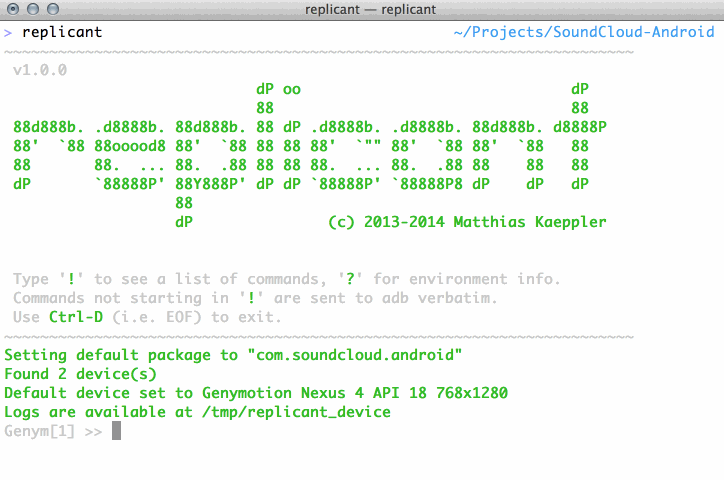 replicant — replicant
> replicant ~/Projects/SoundCloud-Android
~~~~~~~~~~~~~~~~~~~~~~~~~~~~~~~~~~~~~~~~~~~~~~~~~~~~~~~~~~~~~~~~~~~~~~
v1.0.0
                           dP oo                              dP
                           88                                 88
88d888b. .d8888b. 88d888b. 88 dP .d8888b. .d8888b. 88d888b. d8888P
88'  `88 88ooood8 88'  `88 88 88 88'  `"" 88'  `88 88'  `88   88
88       88.  ... 88.  .88 88 88 88.  ... 88.  .88 88    88   88
dP       `88888P' 88Y888P' dP dP `88888P' `88888P8 dP    dP   dP
                  88
                  dP            (c) 2013-2014 Matthias Kaeppler
Type '!' to see a list of commands, '?' for environment info.
Commands not starting in '!' are sent to adb verbatim.
Use Ctrl-D (i.e. EOF) to exit.
~~~~~~~~~~~~~~~~~~~~~~~~~~~~~~~~~~~~~~~~~~~~~~~~~~~~~~~~~~~~~~~~~~~~~~
Setting default package to "com.soundcloud.android"
Found 2 device(s)
Default device set to Genymotion Nexus 4 API 18 768x1280
Logs are available at /tmp/replicant_device
Genym[1] >>